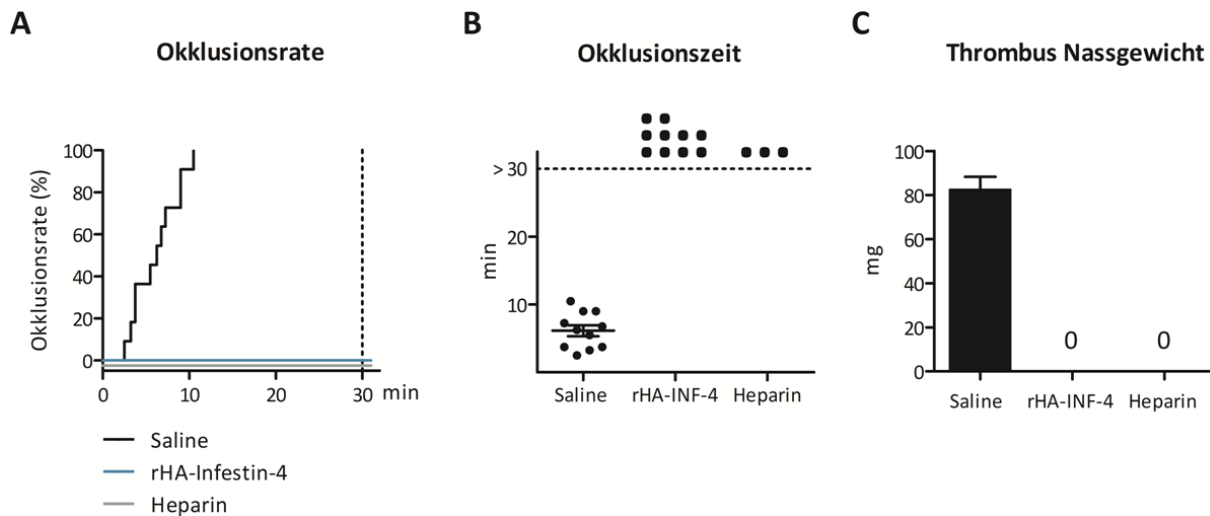 A
Okklusionsrate
Okklusionsrate (%)
100
80
60
40
20
0
0
10
20
30
min
Saline
rHA-Infestin-4
Heparin
B
Okklusionszeit
min
> 30
20
10
Saline
rHA-INF-4
Heparin
C
Thrombus Nassgewicht
mg
100
80
60
40
20
0
0
0
Saline
rHA-INF-4
Heparin